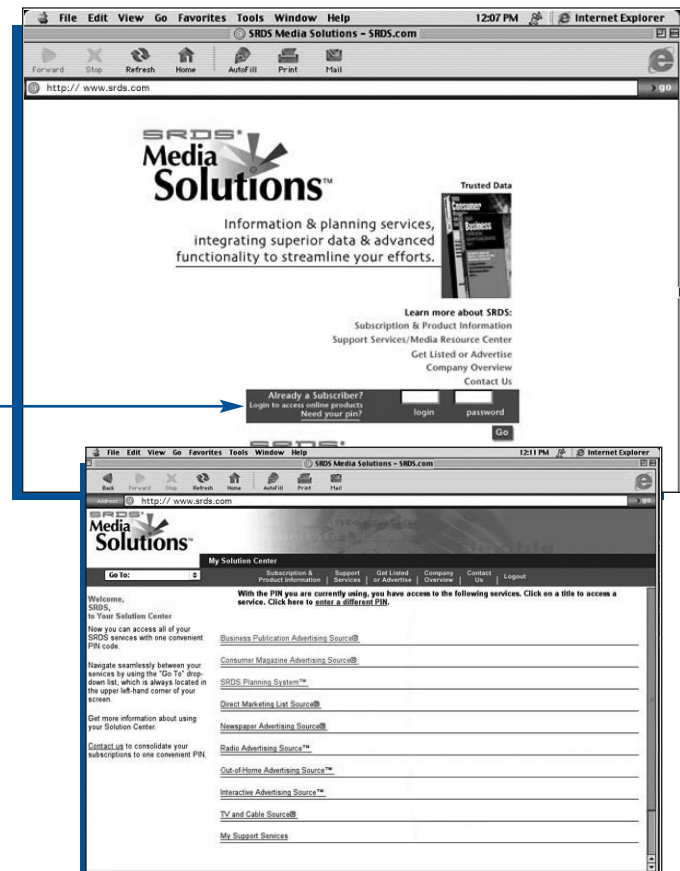 File Edit View Go Favorites Tools Window Help 12:07 PM Internet Explorer
SRDS Media Solutions – SRDS.com
Forward Stop Refresh Home AutoFill Print Mail
http:// www.srds.com go
SRDS
Media
Solutions™
Trusted Data
Consumer
Business
Information & planning services,
integrating superior data & advanced
functionality to streamline your efforts.
Learn more about SRDS:
Subscription & Product Information
Support Services/Media Resource Center
Get Listed or Advertise
Company Overview
Contact Us
Already a Subscriber?
Login to access online products
Need your pin? login password
Go
SRDS
File Edit View Go Favorites Tools Window Help 12:11 PM Internet Explorer
SRDS Media Solutions – SRDS.com
Back Forward Stop Refresh Home AutoFill Print Mail
Address http:// www.srds.com go
SRDS
Media
Solutions™
My Solution Center
Go To: Subscription & Product Information | Support Services | Get Listed or Advertise | Company Overview | Contact Us | Logout
Welcome,
SRDS,
to Your Solution Center
Now you can access all of your
SRDS services with one convenient
PIN code.
Navigate seamlessly between your
services by using the "Go To" drop-
down list, which is always located in
the upper left-hand corner of your
screen.
Get more information about using
your Solution Center.
Contact us to consolidate your
subscriptions to one convenient PIN.
With the PIN you are currently using, you have access to the following services. Click on a title to access a
service. Click here to enter a different PIN.
Business Publication Advertising Source®
Consumer Magazine Advertising Source®
SRDS Planning System™
Direct Marketing List Source®
Newspaper Advertising Source®
Radio Advertising Source™
Out-of-Home Advertising Source™
Interactive Advertising Source™
TV and Cable Source®
My Support Services